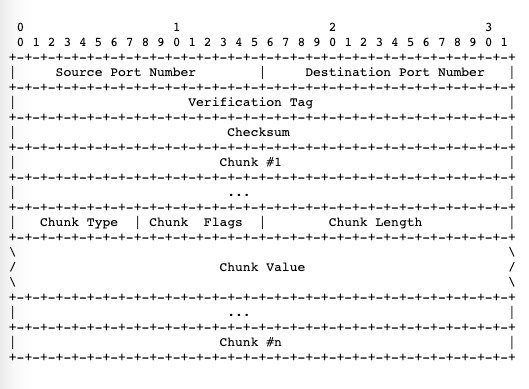 0                   1                   2                   3
 0 1 2 3 4 5 6 7 8 9 0 1 2 3 4 5 6 7 8 9 0 1 2 3 4 5 6 7 8 9 0 1
+-+-+-+-+-+-+-+-+-+-+-+-+-+-+-+-+-+-+-+-+-+-+-+-+-+-+-+-+-+-+-+-+
|     Source Port Number        |     Destination Port Number   |
+-+-+-+-+-+-+-+-+-+-+-+-+-+-+-+-+-+-+-+-+-+-+-+-+-+-+-+-+-+-+-+-+
|                      Verification Tag                         |
+-+-+-+-+-+-+-+-+-+-+-+-+-+-+-+-+-+-+-+-+-+-+-+-+-+-+-+-+-+-+-+-+
|                           Checksum                            |
+-+-+-+-+-+-+-+-+-+-+-+-+-+-+-+-+-+-+-+-+-+-+-+-+-+-+-+-+-+-+-+-+
|                          Chunk #1                             |
+-+-+-+-+-+-+-+-+-+-+-+-+-+-+-+-+-+-+-+-+-+-+-+-+-+-+-+-+-+-+-+-+
|                           ...                                 |
+-+-+-+-+-+-+-+-+-+-+-+-+-+-+-+-+-+-+-+-+-+-+-+-+-+-+-+-+-+-+-+-+
|   Chunk Type  | Chunk  Flags  |        Chunk Length           |
+-+-+-+-+-+-+-+-+-+-+-+-+-+-+-+-+-+-+-+-+-+-+-+-+-+-+-+-+-+-+-+-+
\                                                               \
/                          Chunk Value                          /
\                                                               \
+-+-+-+-+-+-+-+-+-+-+-+-+-+-+-+-+-+-+-+-+-+-+-+-+-+-+-+-+-+-+-+-+
|                           ...                                 |
+-+-+-+-+-+-+-+-+-+-+-+-+-+-+-+-+-+-+-+-+-+-+-+-+-+-+-+-+-+-+-+-+
|                          Chunk #n                             |
+-+-+-+-+-+-+-+-+-+-+-+-+-+-+-+-+-+-+-+-+-+-+-+-+-+-+-+-+-+-+-+-+